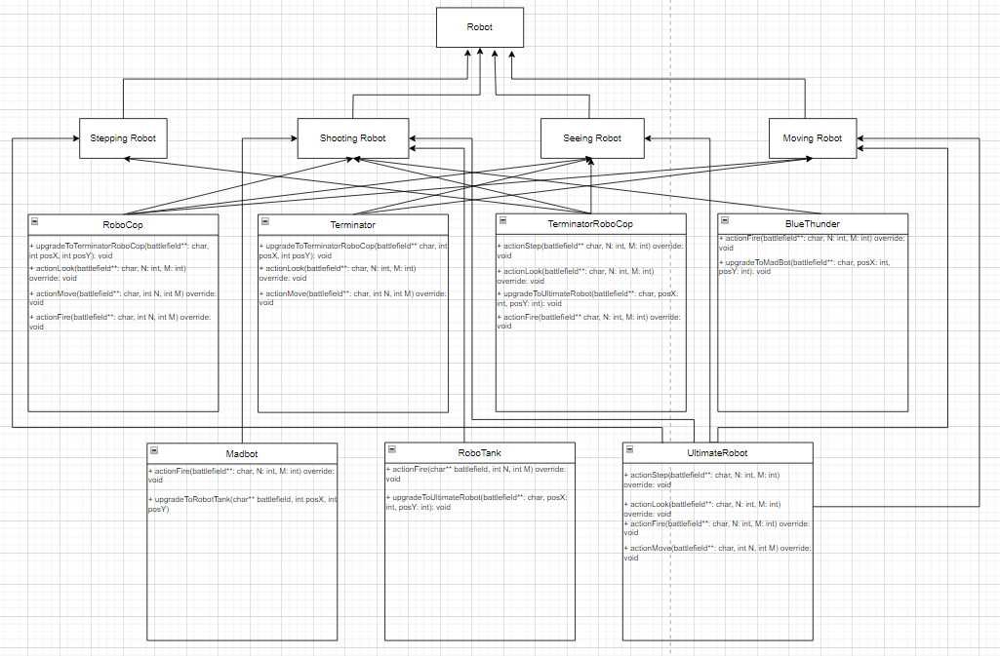 Robot
Stepping Robot
Shooting Robot
Seeing Robot
Moving Robot
RoboCop
+ upgradeToTerminatorRoboCop(battlefield**: char,
int posX, int posY): void
+ actionLook(battlefield**: char, N: int, M: int)
override: void
+ actionMove(battlefield**: char, int N, int M) override:
void
+ actionFire(battlefield**: char, int N, int M) override:
void
Terminator
+ upgradeToTerminatorRoboCop(battlefield** char, int
posX, int posY): void
+ actionLook(battlefield**: char, N: int, M: int)
override: void
+ actionMove(battlefield**: char, int N, int M) override:
void
TerminatorRoboCop
+ actionStep(battlefield** char, N: int, M: int) override:
void
+ actionLook(battlefield**: char, N: int, M: int)
override: void
+ upgradeToUltimateRobot(battlefield**: char, posX:
int, posY: int): void
+ actionFire(battlefield** char, N: int, M: int) override:
void
BlueThunder
+ actionFire(battlefield**: char, N: int, M: int) override:
void
+ upgradeToMadBot(battlefield**: char, posX: int,
posY: int): void
Madbot
+ actionFire(battlefield**: char, N: int, M: int) override:
void
+ upgradeToRobotTank(char** battlefield, int posX, int
posY)
RoboTank
+ actionFire(char** battlefield, int N, int M) override:
void
+ upgradeToUltimateRobot(battlefield**: char, posX:
int, posY: int): void
UltimateRobot
+ actionStep(battlefield**: char, N: int, M: int)
override: void
+ actionLook(battlefield**: char, N: int, M: int)
override: void
+ actionFire(battlefield**: char, N: int, M: int) override:
void
+ actionMove(battlefield**: char, int N, int M) override:
void